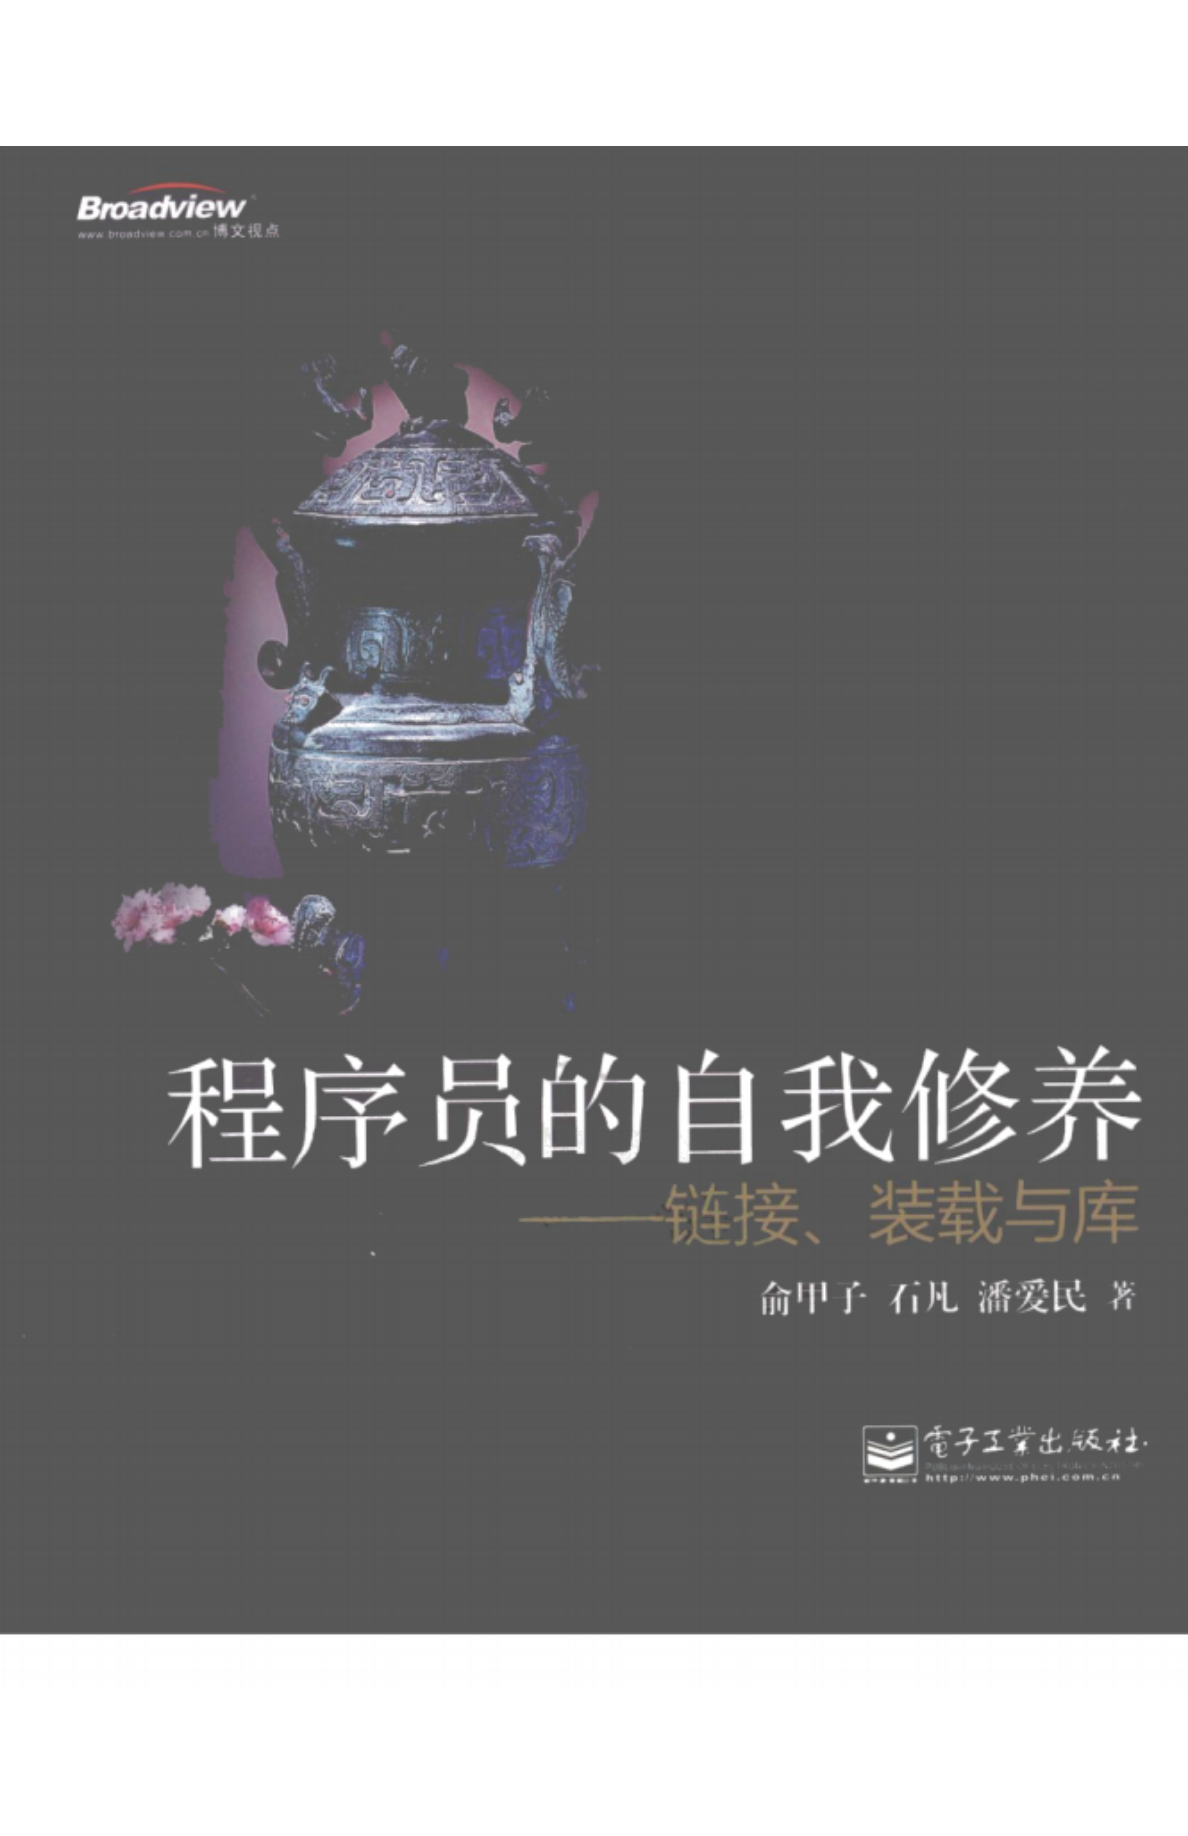 Broadview
www.broadview.com.cn 博文视点
程序员的自我修养
——链接、装载与库
俞甲子 石凡 潘爱民 著
電子工業出版社
http://www.phei.com.cn